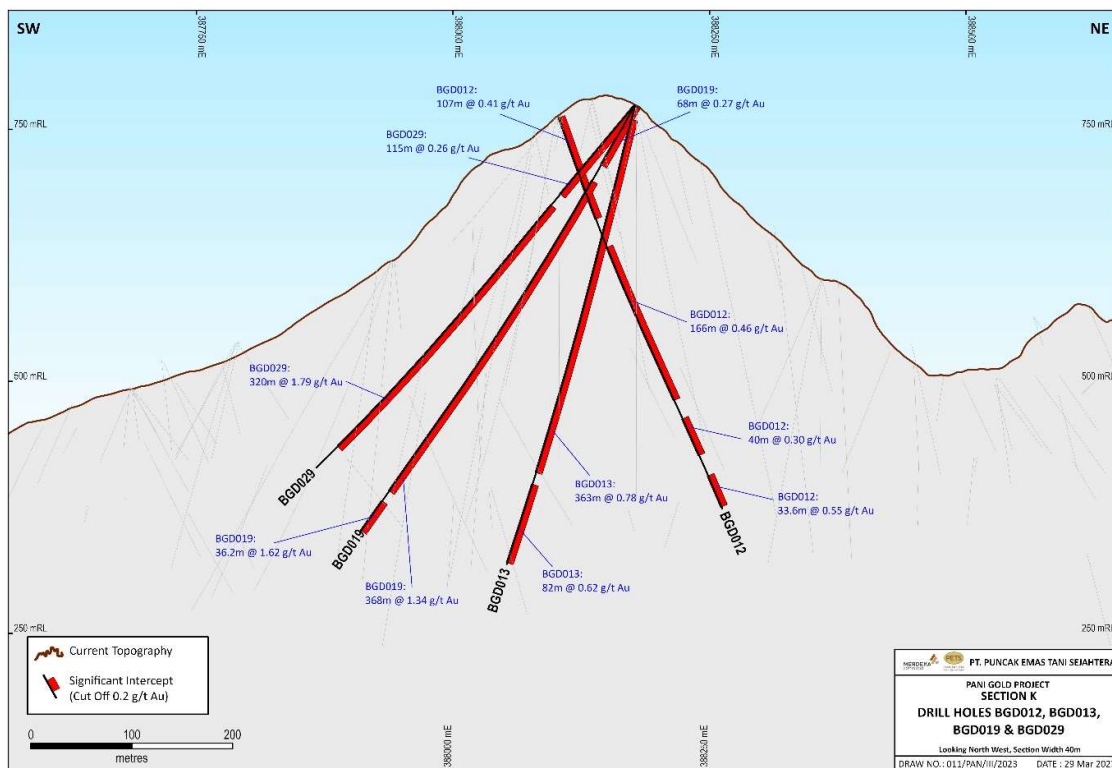 SW
387750 mE
388000 mE
388250 mE
388500 mE
NE
BGD012:
107m @ 0.41 g/t Au
BGD019:
68m @ 0.27 g/t Au
750 mRL
750 mRL
BGD029:
115m @ 0.26 g/t Au
BGD012:
166m @ 0.46 g/t Au
BGD029:
320m @ 1.79 g/t Au
500 mRL
500 mRL
BGD012:
40m @ 0.30 g/t Au
BGD029
BGD013:
363m @ 0.78 g/t Au
BGD012:
33.6m @ 0.55 g/t Au
BGD019:
36.2m @ 1.62 g/t Au
BGD019
BGD012
BGD019:
368m @ 1.34 g/t Au
BGD013
BGD013:
82m @ 0.62 g/t Au
250 mRL
250 mRL
Current Topography
Significant Intercept
(Cut Off 0.2 g/t Au)
0 100 200
metres
388000 mE
388250 mE
MERDEKA
PETS
PT. PUNCAK EMAS TANI SEJAHTERA
PANI GOLD PROJECT
SECTION K
DRILL HOLES BGD012, BGD013,
BGD019 & BGD029
Looking North West, Section Width 40m
DRAW NO.: 011/PAN/III/2023 DATE : 29 Mar 202